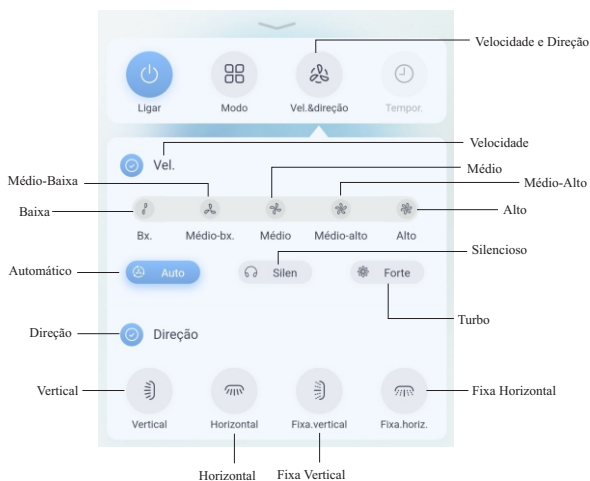 Velocidade e Direção
Ligar Modo Vel.&direção Tempor.
Velocidade
Vel.
Médio
Médio-Baixa
Médio-Alto
Baixa
Alto
Bx. Médio-bx. Médio Médio-alto Alto
Silencioso
Automático
Auto Silen Forte
Turbo
Direção
Direção
Vertical
Fixa Horizontal
Vertical Horizontal Fixa.vertical Fixa.horiz.
Horizontal Fixa Vertical